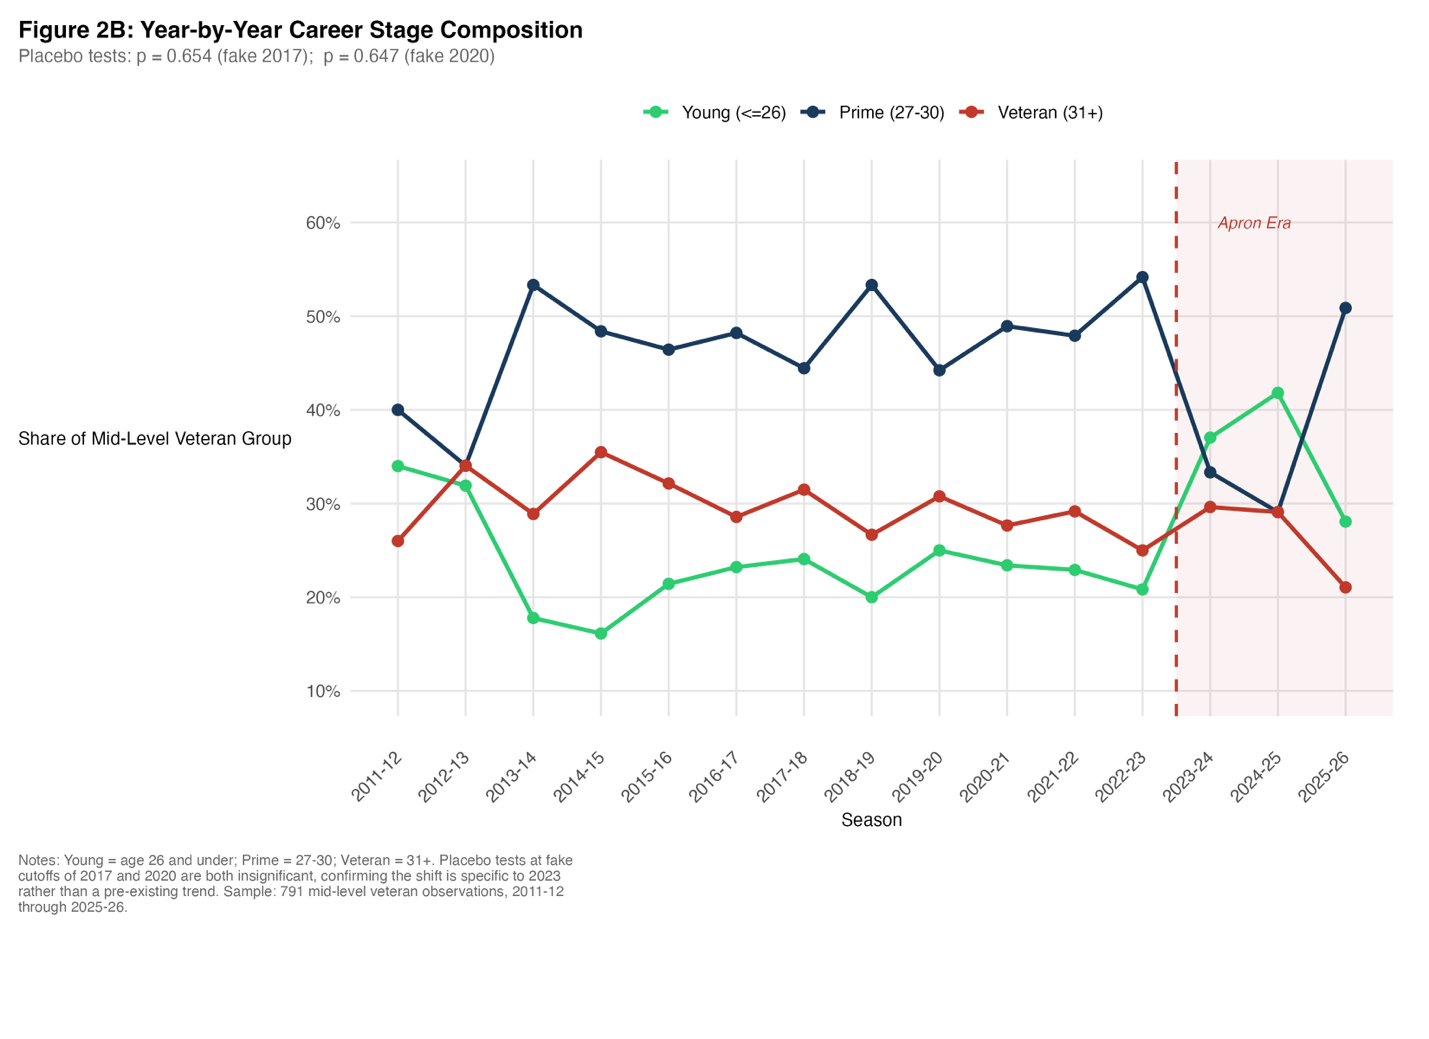 Figure 2B: Year-by-Year Career Stage Composition
Placebo tests: p = 0.654 (fake 2017);  p = 0.647 (fake 2020)
Young (<=26) Prime (27-30) Veteran (31+)
Apron Era
60%
50%
40%
30%
20%
10%
Share of Mid-Level Veteran Group
2011-12 2012-13 2013-14 2014-15 2015-16 2016-17 2017-18 2018-19 2019-20 2020-21 2021-22 2022-23 2023-24 2024-25 2025-26
Season
Notes: Young = age 26 and under; Prime = 27-30; Veteran = 31+. Placebo tests at fake
cutoffs of 2017 and 2020 are both insignificant, confirming the shift is specific to 2023
rather than a pre-existing trend. Sample: 791 mid-level veteran observations, 2011-12
through 2025-26.